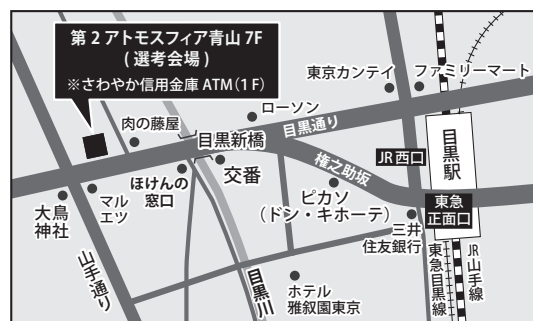 第2アトモスフィア青山 7F
(選考会場)
※さわやか信用金庫 ATM(1F)
東京カンテイ
ファミリーマート
ローソン
肉の藤屋
目黒新橋
目黒通り
目黒駅
JR西口
権之助坂
ほけんの
窓口
交番
ピカソ
(ドン・キホーテ)
東急
正面口
大鳥
神社
マル
エツ
三井
住友銀行
山手通り
目黒川
ホテル
雅叙園東京
東急目黒線
JR山手線